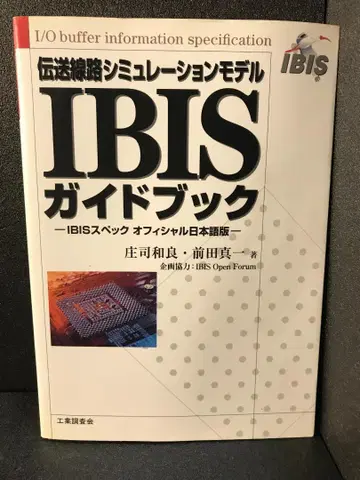 I/O buffer information specification
IBIS
伝送線路シミュレーションモデル
IBIS
ガイドブック
―IBISスペック オフィシャル日本語版―
庄司和良・前田真一 著
企画協力:IBIS Open Forum
工業調査会